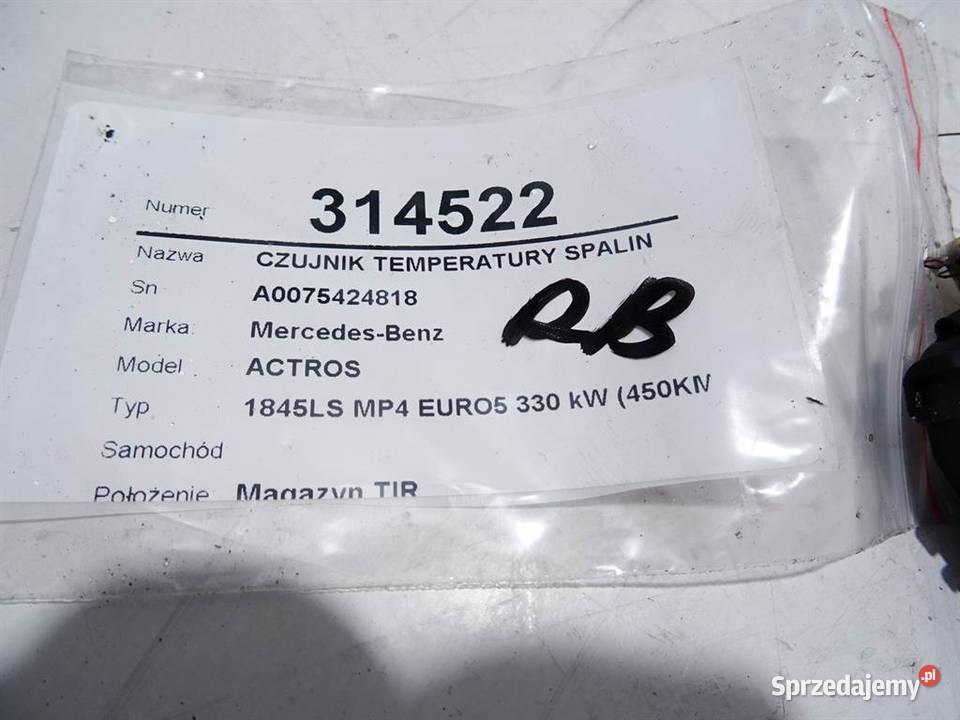 Numer 314522
Nazwa CZUJNIK TEMPERATURY SPALIN
Sn A0075424818
Marka Mercedes-Benz
Model ACTROS
Typ 1845LS MP4 EURO5 330 kW (450KM
Samochód
Położenie Magazyn TIR
RB
Sprzedajemy.pl